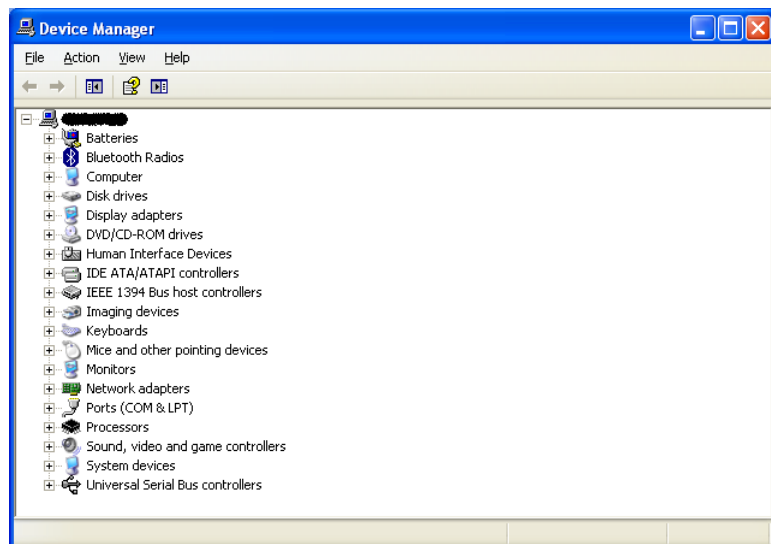 Device Manager
File Action View Help
Batteries
Bluetooth Radios
Computer
Disk drives
Display adapters
DVD/CD-ROM drives
Human Interface Devices
IDE ATA/ATAPI controllers
IEEE 1394 Bus host controllers
Imaging devices
Keyboards
Mice and other pointing devices
Monitors
Network adapters
Ports (COM & LPT)
Processors
Sound, video and game controllers
System devices
Universal Serial Bus controllers